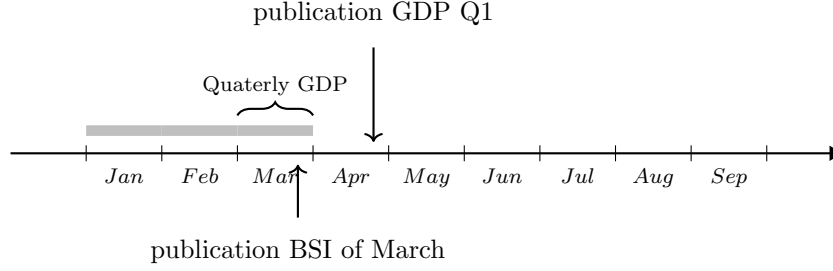 publication GDP Q1
Quaterly GDP
Jan Feb Mar Apr May Jun Jul Aug Sep
publication BSI of March